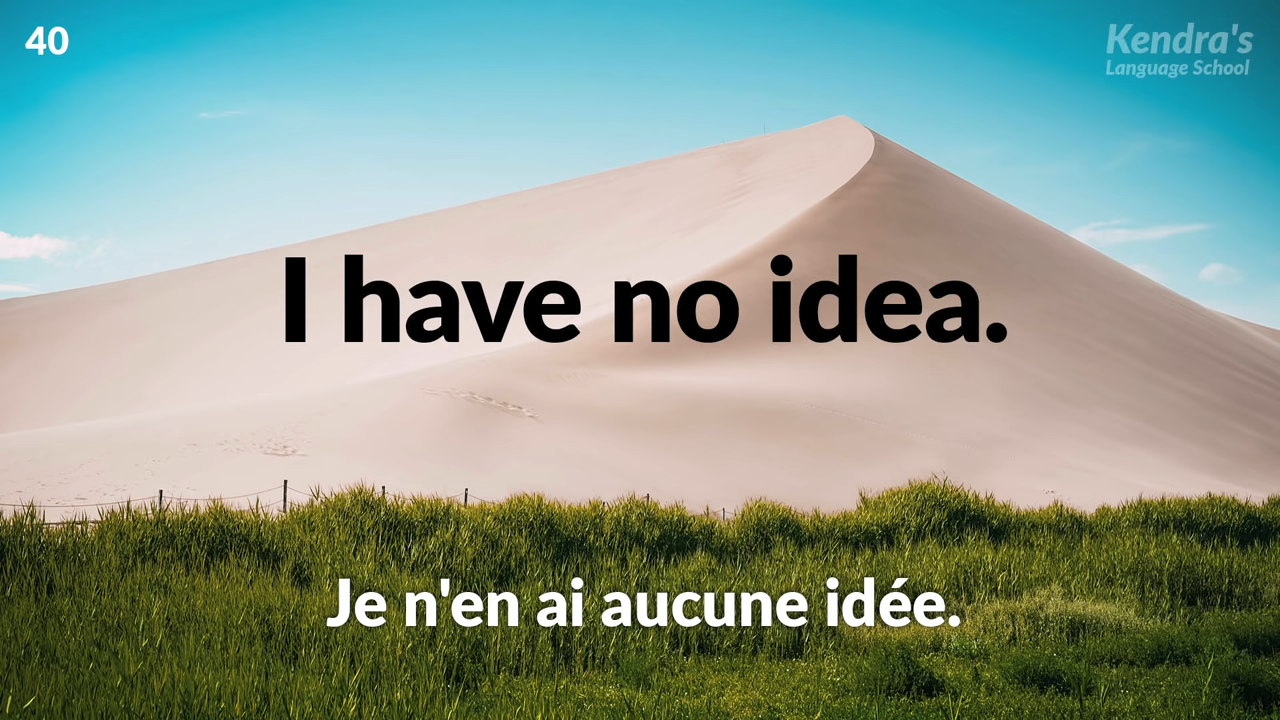 40
Kendra's
Language School
I have no idea.
Je n'en ai aucune idée.